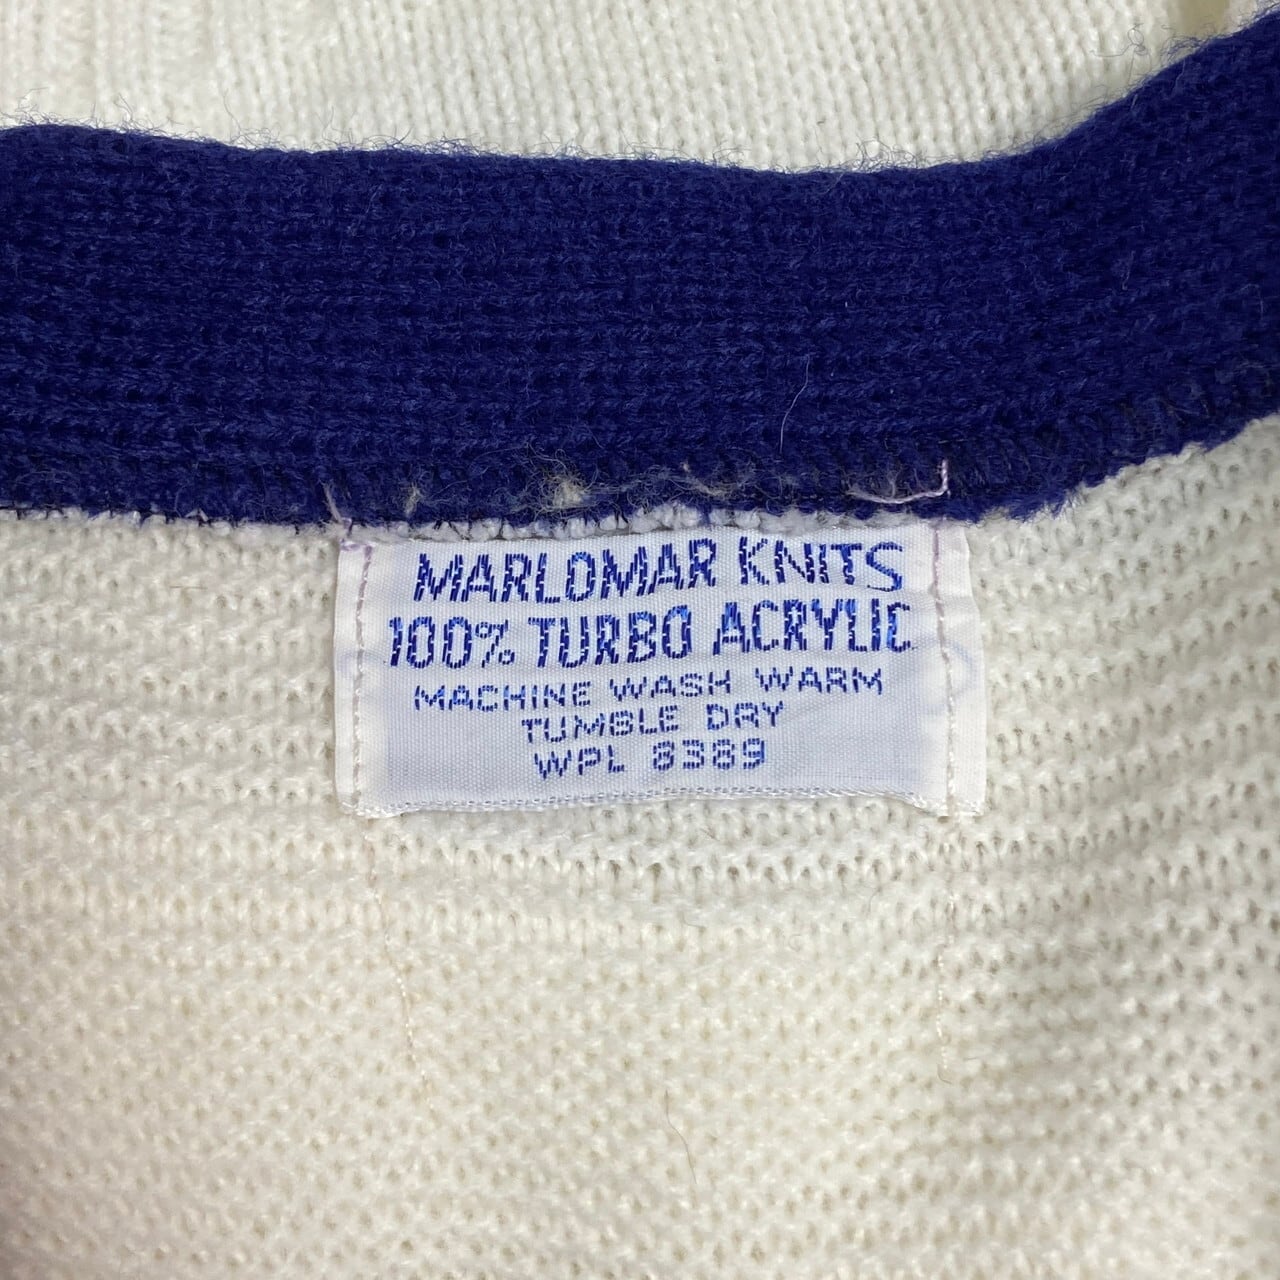 MARLOMAR KNITS
100% TURBO ACRYLIC
MACHINE WASH WARM
TUMBLE DRY
WPL 8389